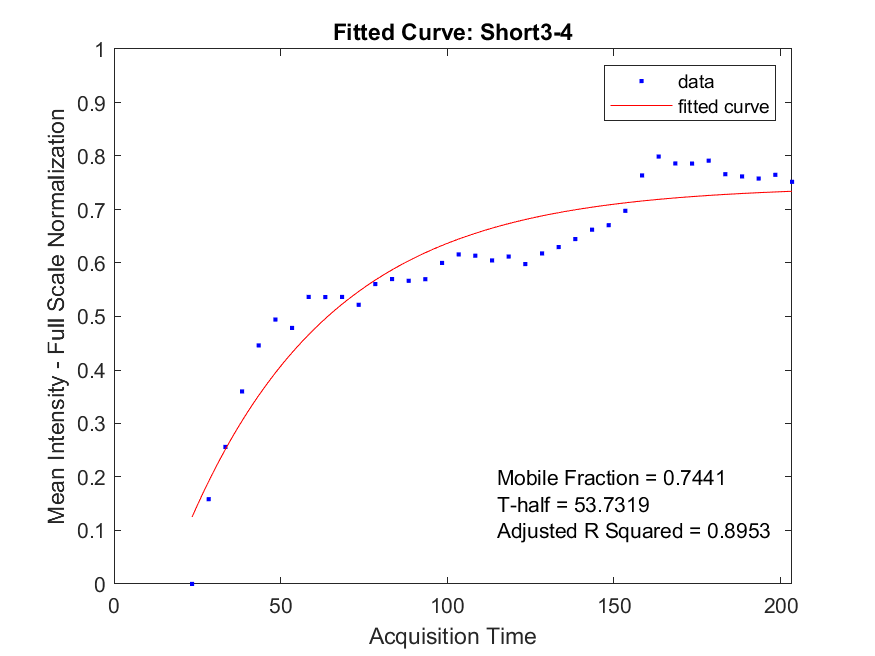 Fitted Curve: Short3-4
1
0.9
0.8
0.7
0.6
0.5
0.4
0.3
0.2
0.1
0
Mean Intensity - Full Scale Normalization
data
fitted curve
Mobile Fraction = 0.7441
T-half = 53.7319
Adjusted R Squared = 0.8953
0 50 100 150 200
Acquisition Time